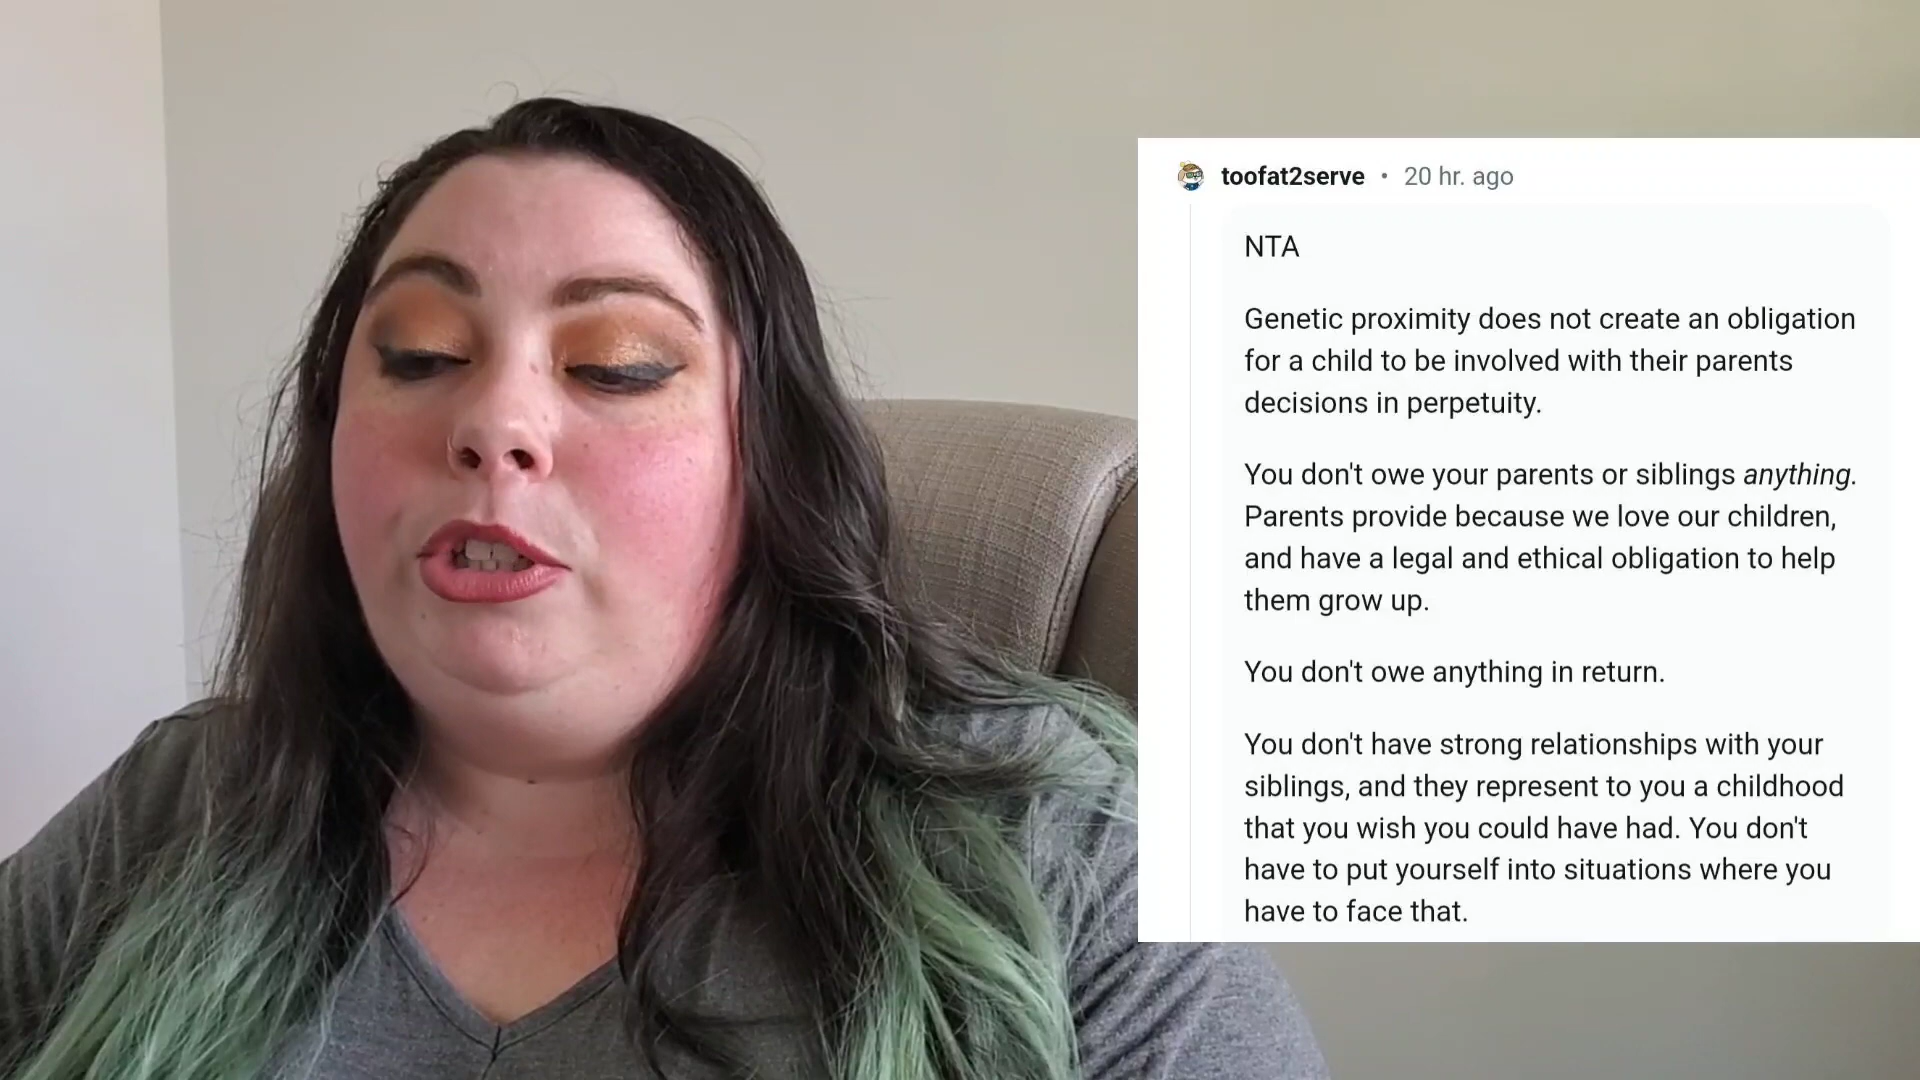 toofat2serve • 20 hr. ago
NTA
Genetic proximity does not create an obligation
for a child to be involved with their parents
decisions in perpetuity.
You don't owe your parents or siblings anything.
Parents provide because we love our children,
and have a legal and ethical obligation to help
them grow up.
You don't owe anything in return.
You don't have strong relationships with your
siblings, and they represent to you a childhood
that you wish you could have had. You don't
have to put yourself into situations where you
have to face that.